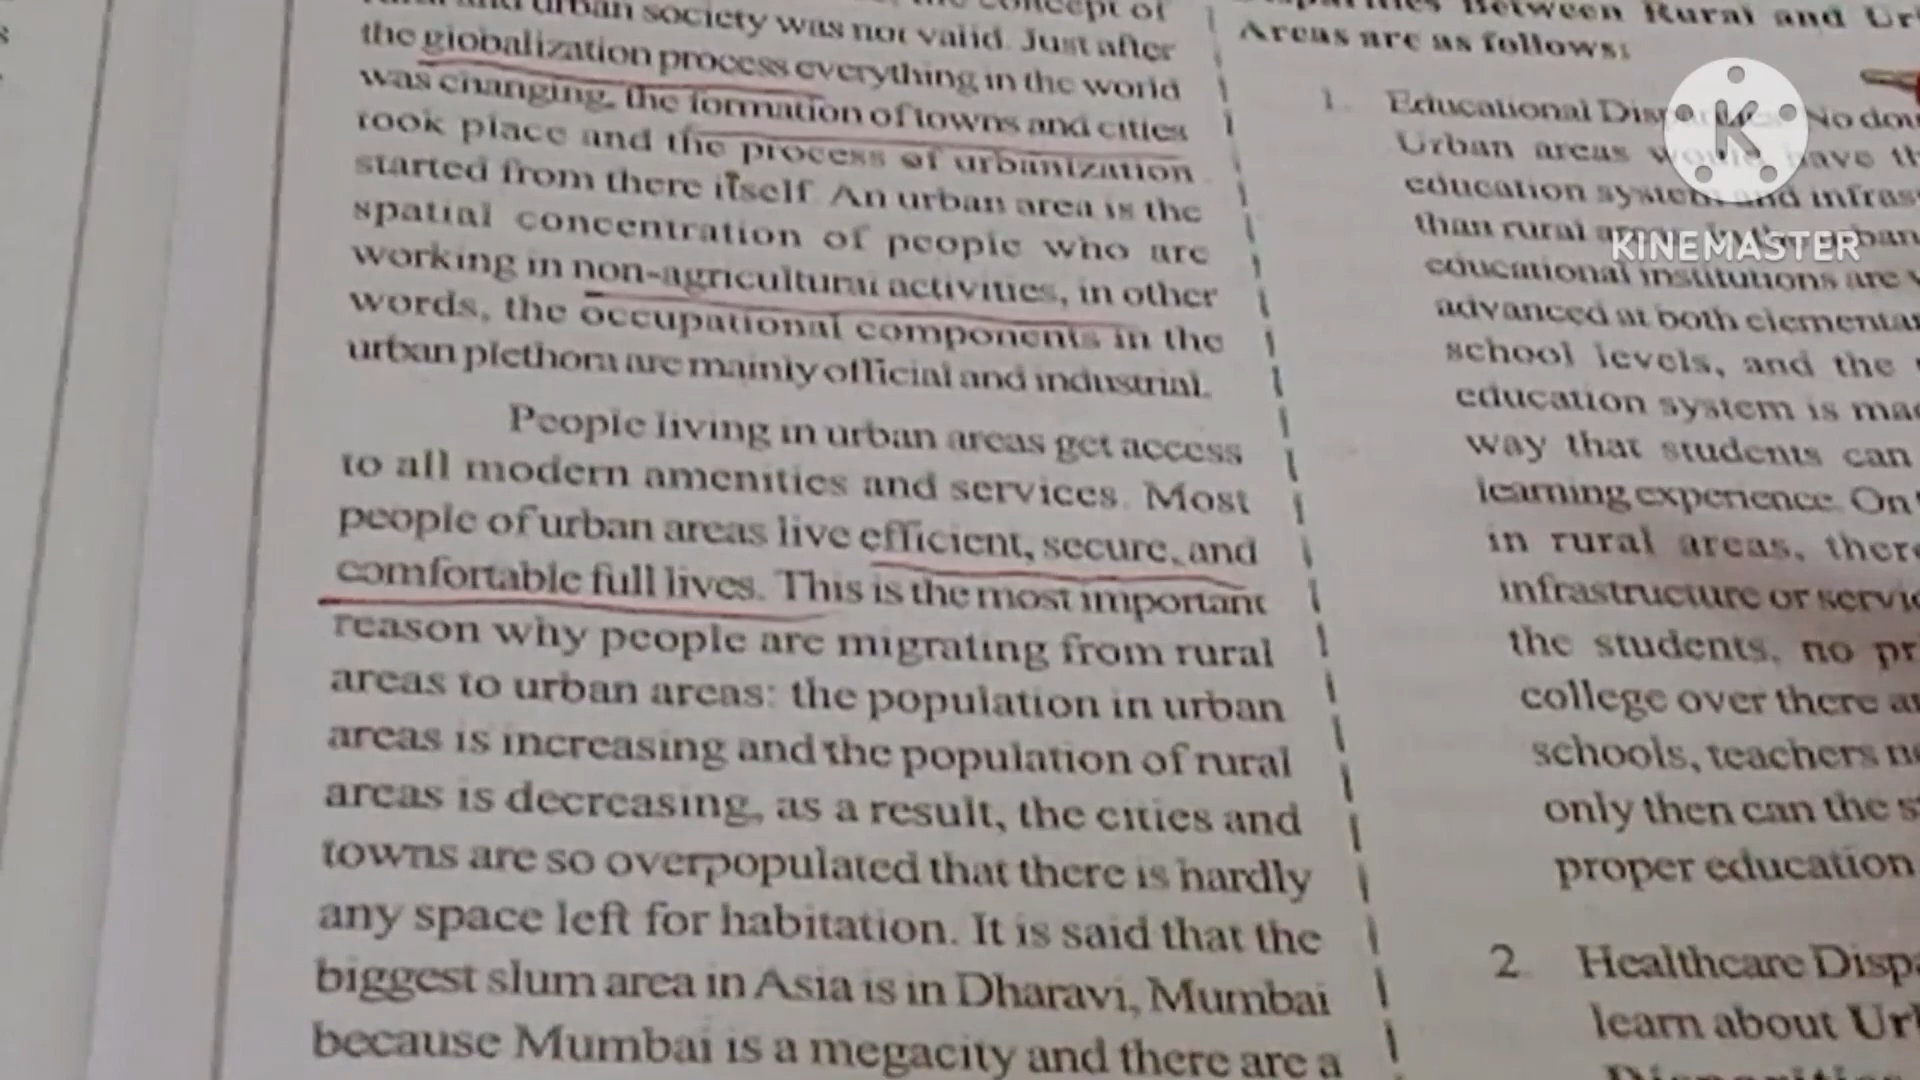 rural and urban society was not valid. Just after
the globalization process everything in the world
was changing, the formation of towns and cities
took place and the process of urbanization
started from there itself. An urban area is the
spatial concentration of people who are
working in non-agricultural activities, in other
words, the occupational components in the
urban plethora are mainly official and industrial.
People living in urban areas get access
to all modern amenities and services. Most
people of urban areas live efficient, secure, and
comfortable full lives. This is the most important
reason why people are migrating from rural
areas to urban areas: the population in urban
areas is increasing and the population of rural
areas is decreasing, as a result, the cities and
towns are so overpopulated that there is hardly
any space left for habitation. It is said that the
biggest slum area in Asia is in Dharavi, Mumbai
because Mumbai is a megacity and there are a
Between Rural and
Areas are as follows:
1. Educational No
Urban areas have
education system and
than rural
educational institutions are
advanced at both
school levels, and the
education system is
way that students can
learning experience. On
in rural areas,
infrastructure or
the students, no
college over there
schools, teachers
only then can the
proper education
2 Healthcare
learn about
K
KINEMASTER